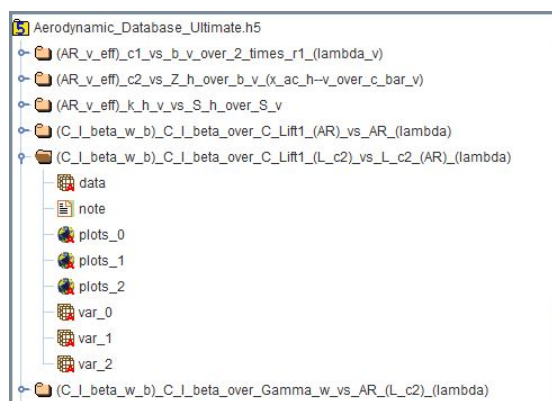 Aerodynamic_Database_Ultimate.h5
(AR_v_eff)_c1_vs_b_v_over_2_times_r1_(lambda_v)
(AR_v_eff)_c2_vs_Z_h_over_b_v_(x_ac_h--v_over_c_bar_v)
(AR_v_eff)_k_h_v_vs_S_h_over_S_v
(C_l_beta_w_b)_C_l_beta_over_C_Lift1_(AR)_vs_AR_(lambda)
(C_l_beta_w_b)_C_l_beta_over_C_Lift1_(L_c2)_vs_L_c2_(AR)_(lambda)
data
note
plots_0
plots_1
plots_2
var_0
var_1
var_2
(C_l_beta_w_b)_C_l_beta_over_Gamma_w_vs_AR_(L_c2)_(lambda)